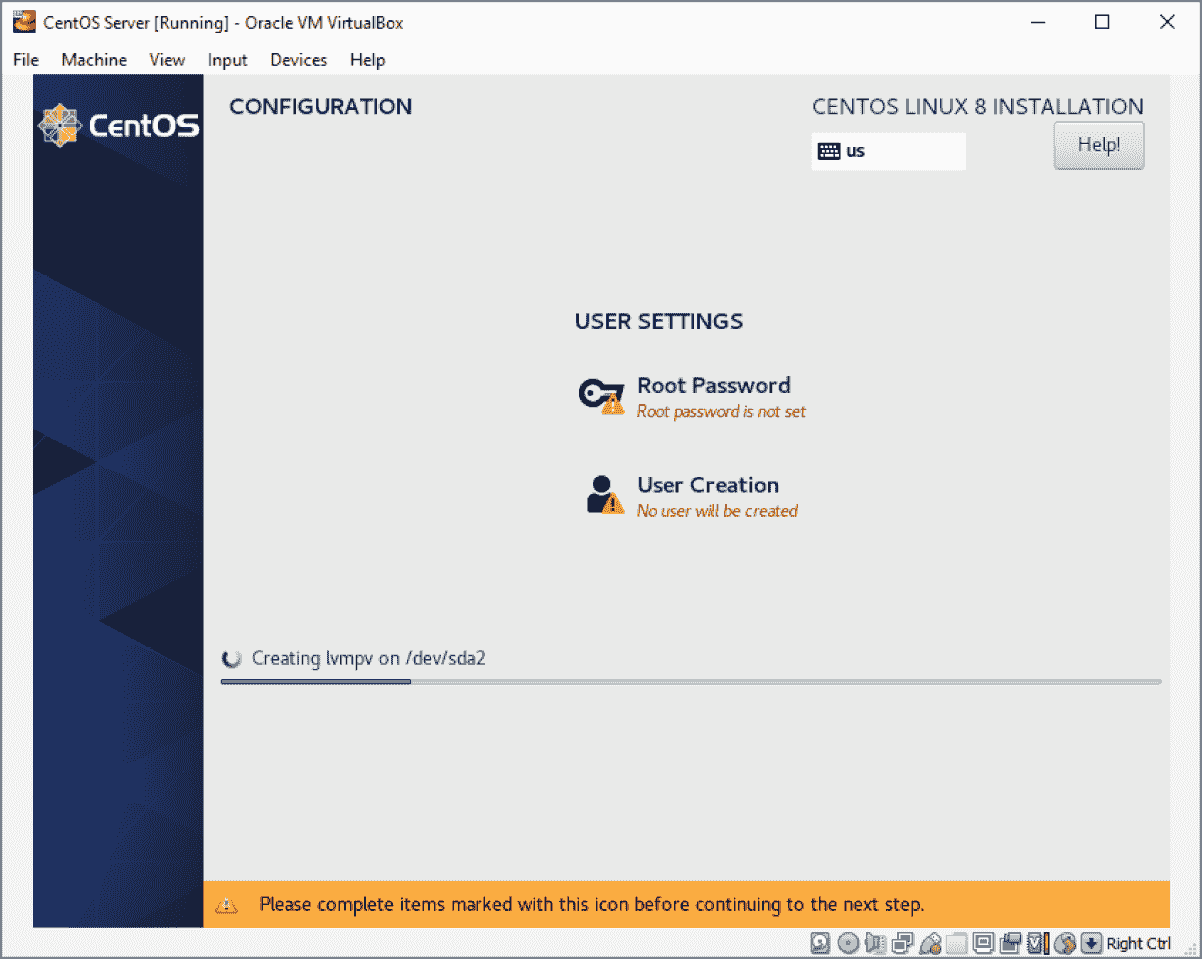 CentOS Server [Running] - Oracle VM VirtualBox
File Machine View Input Devices Help
CentOS
CONFIGURATION
CENTOS LINUX 8 INSTALLATION
us
Help!
USER SETTINGS
Root Password
Root password is not set
User Creation
No user will be created
Creating lvmpv on /dev/sda2
Please complete items marked with this icon before continuing to the next step.
Right Ctrl